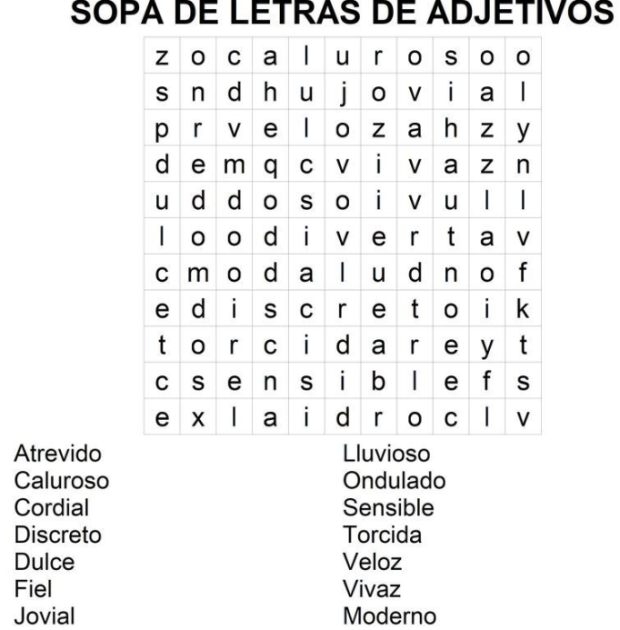 SOPA DE LETRAS DE ADJETIVOS
z o c a l u r o s o o
s n d h u j o v i a l
p r v e l o z a h z y
d e m q c v i v a z n
u d d o s o i v u l l
l o o d i v e r t a v
c m o d a l u d n o f
e d i s c r e t o i k
t o r c i d a r e y t
c s e n s i b l e f s
e x l a i d r o c l v
Atrevido Lluvioso
Caluroso Ondulado
Cordial Sensible
Discreto Torcida
Dulce Veloz
Fiel Vivaz
Jovial Moderno